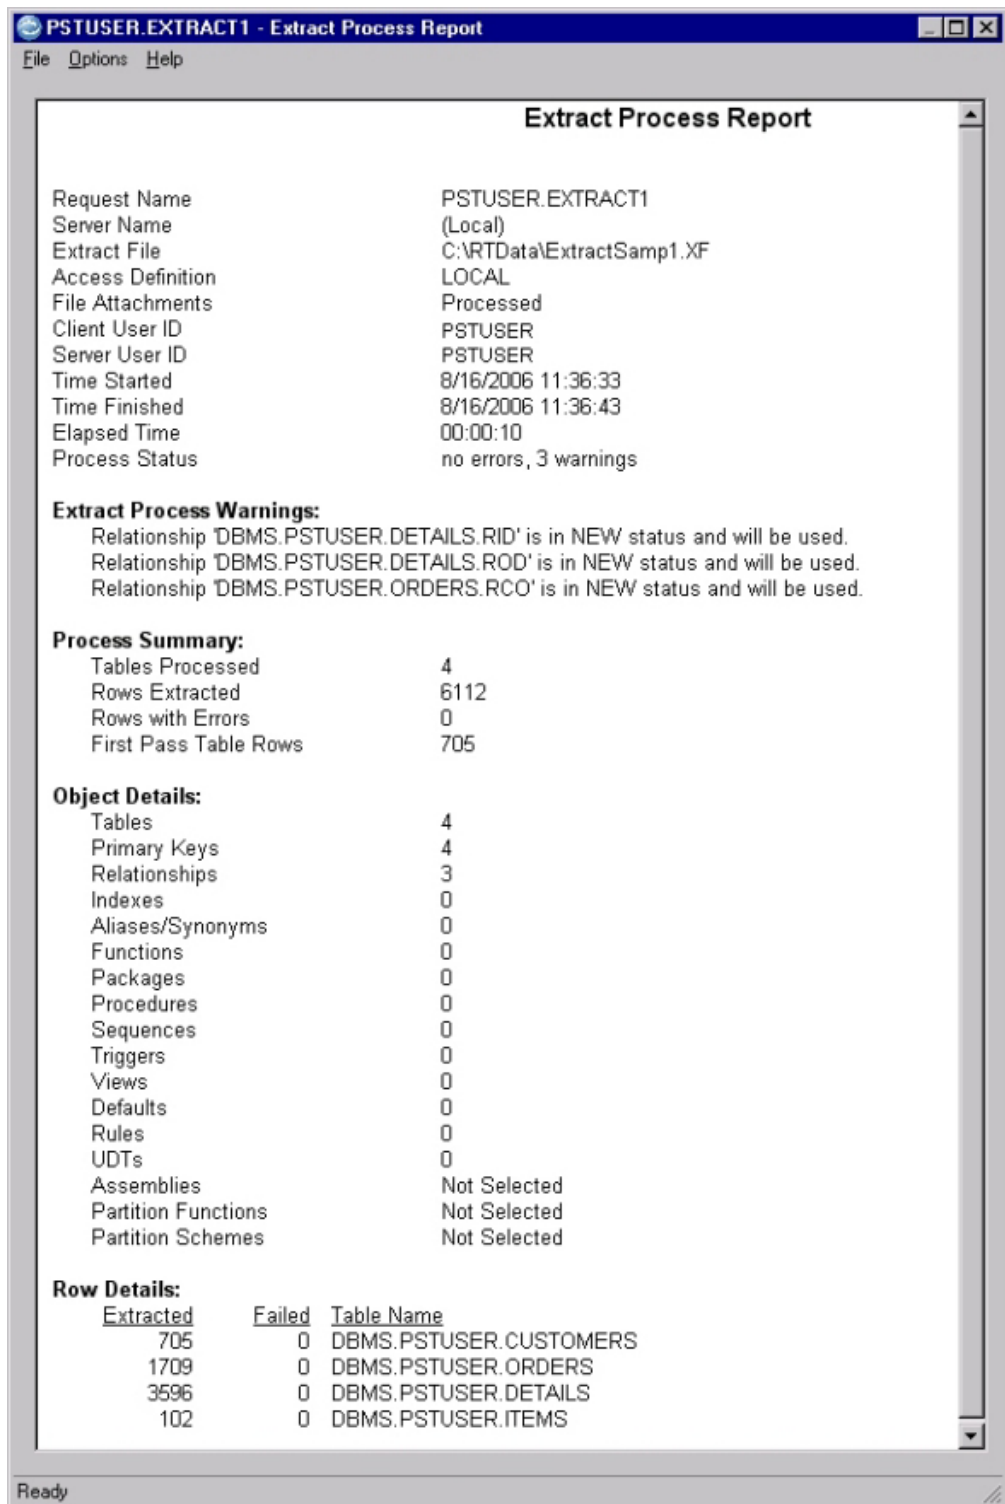 PSTUSER.EXTRACT1 - Extract Process Report
File Options Help
Extract Process Report
Request Name PSTUSER.EXTRACT1
Server Name (Local)
Extract File C:\RTData\ExtractSamp1.XF
Access Definition LOCAL
File Attachments Processed
Client User ID PSTUSER
Server User ID PSTUSER
Time Started 8/16/2006 11:36:33
Time Finished 8/16/2006 11:36:43
Elapsed Time 00:00:10
Process Status no errors, 3 warnings
Extract Process Warnings:
Relationship 'DBMS.PSTUSER.DETAILS.RID' is in NEW status and will be used.
Relationship 'DBMS.PSTUSER.DETAILS.ROD' is in NEW status and will be used.
Relationship 'DBMS.PSTUSER.ORDERS.RCO' is in NEW status and will be used.
Process Summary:
Tables Processed 4
Rows Extracted 6112
Rows with Errors 0
First Pass Table Rows 705
Object Details:
Tables 4
Primary Keys 4
Relationships 3
Indexes 0
Aliases/Synonyms 0
Functions 0
Packages 0
Procedures 0
Sequences 0
Triggers 0
Views 0
Defaults 0
Rules 0
UDTs 0
Assemblies Not Selected
Partition Functions Not Selected
Partition Schemes Not Selected
Row Details:
Extracted Failed Table Name
705 0 DBMS.PSTUSER.CUSTOMERS
1709 0 DBMS.PSTUSER.ORDERS
3596 0 DBMS.PSTUSER.DETAILS
102 0 DBMS.PSTUSER.ITEMS
Ready